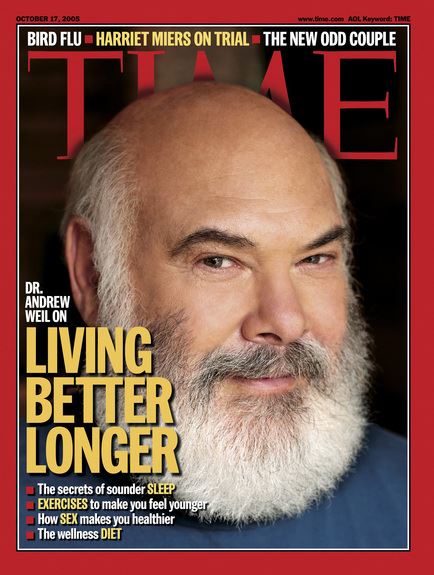 OCTOBER 17, 2005
www.time.com AOL Keyword: TIME
BIRD FLU ■ HARRIET MIERS ON TRIAL ■ THE NEW ODD COUPLE
TIME
DR.
ANDREW
WEIL ON
LIVING
BETTER
LONGER
■ The secrets of sounder SLEEP
■ EXERCISES to make you feel younger
■ How SEX makes you healthier
■ The wellness DIET